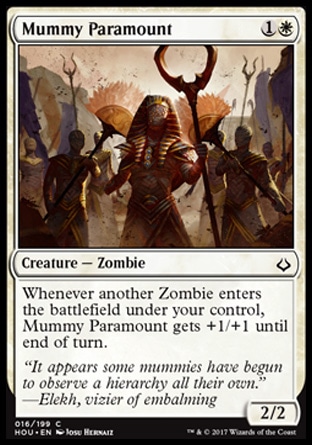 Mummy Paramount 1
Creature — Zombie
Whenever another Zombie enters
the battlefield under your control,
Mummy Paramount gets +1/+1 until
end of turn.
“It appears some mummies have begun
to observe a hierarchy all their own.”
—Elekh, vizier of embalming
2/2
016/199 C
HOU • EN Josu Hernaiz
™ & © 2017 Wizards of the Coast